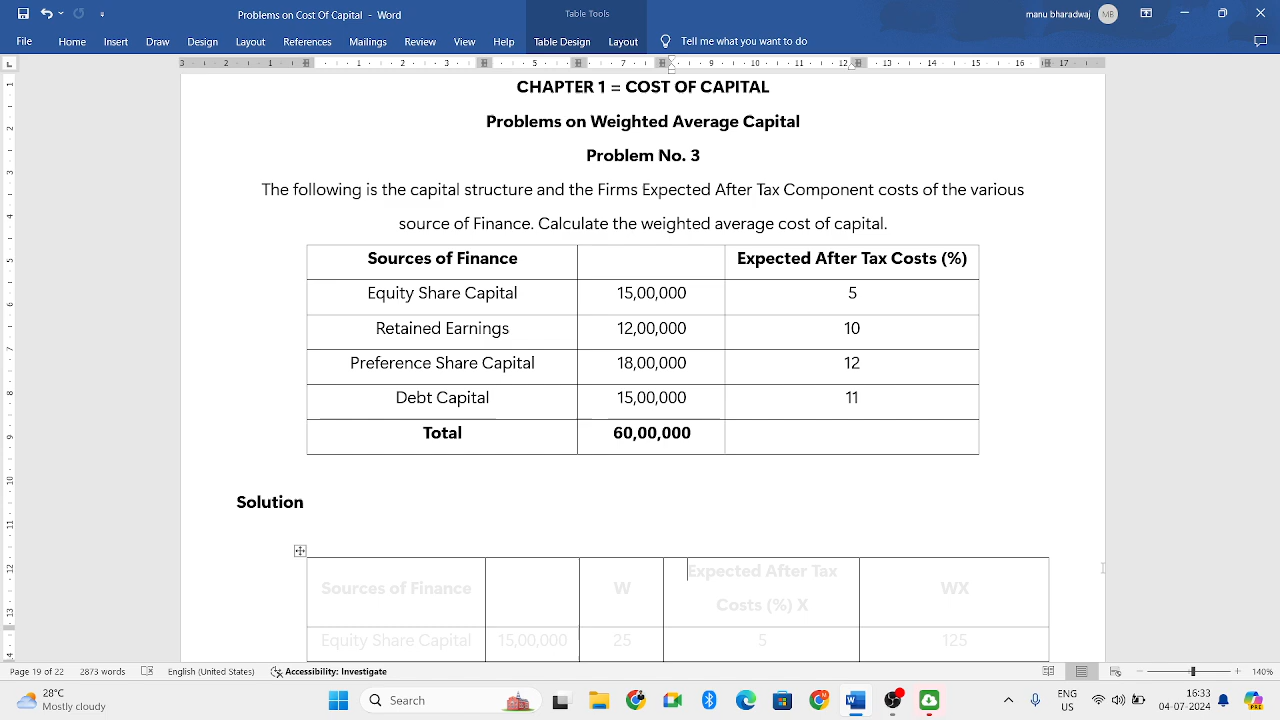 Problems on Cost of Capital - Word
Table Tools
manu bharadwaj MB
File Insert Draw Design Layout References Mailings Review View Help Table Design Layout Tell me what you want to do
CHAPTER 1 = COST OF CAPITAL
Problems on Weighted Average Capital
Problem No. 3
The following is the capital structure and the Firms Expected After Tax Component costs of the various
source of Finance. Calculate the weighted average cost of capital.
Sources of Finance Expected After Tax Costs (%)
Equity Share Capital 15,00,000 5
Retained Earnings 12,00,000 10
Preference Share Capital 18,00,000 12
Debt Capital 15,00,000 11
Total 60,00,000
Solution
Sources of Finance W Expected After Tax Costs (%) X WX
Equity Share Capital 15,00,000 25 5 125
Page 19 of 22 2873 words English (United States) Accessibility: Investigate 140%
28°C
Mostly cloudy
Search
ENG
US
16:33
04-07-2024